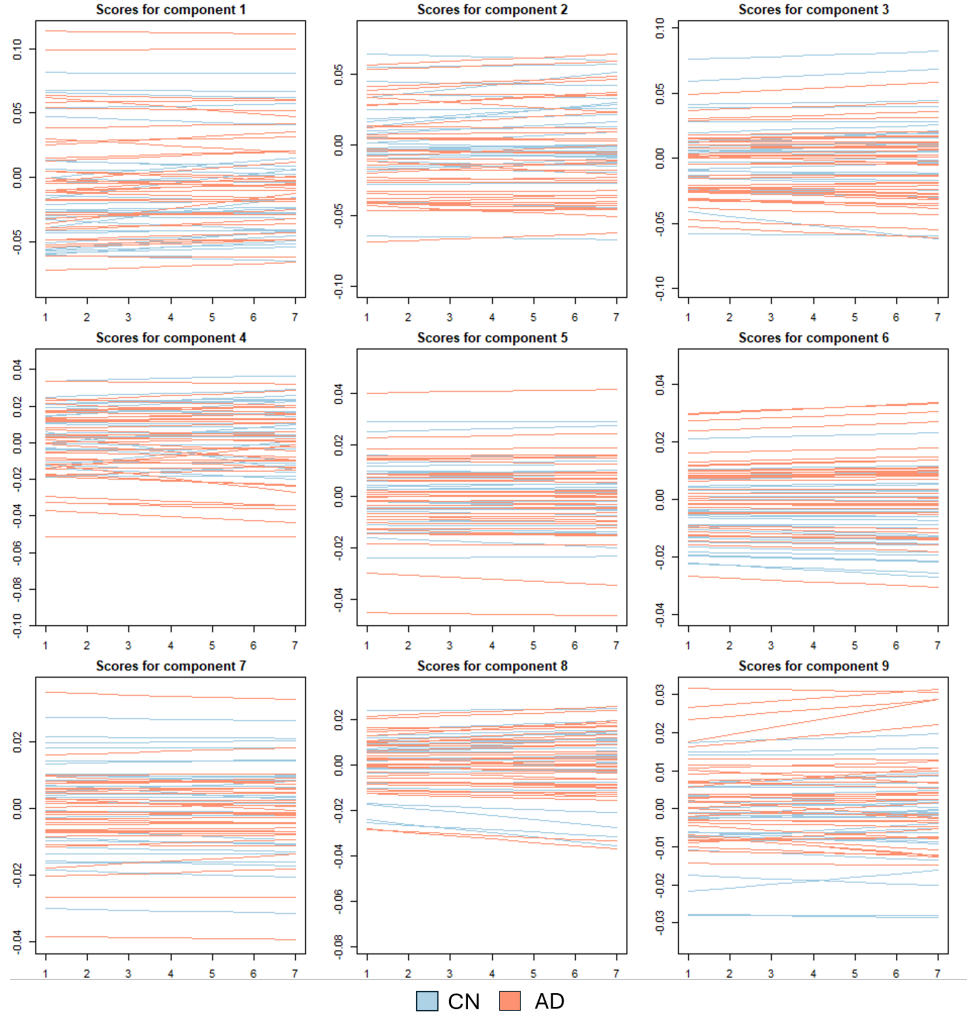 Scores for component 1
0.10
0.05
0.00
-0.05
1 2 3 4 5 6 7
Scores for component 2
0.05
0.00
-0.05
-0.10
1 2 3 4 5 6 7
Scores for component 3
0.10
0.05
0.00
-0.05
-0.10
1 2 3 4 5 6 7
Scores for component 4
0.04
0.02
0.00
-0.02
-0.04
-0.06
-0.08
-0.10
1 2 3 4 5 6 7
Scores for component 5
0.04
0.02
0.00
-0.02
-0.04
1 2 3 4 5 6 7
Scores for component 6
0.04
0.02
0.00
-0.02
-0.04
1 2 3 4 5 6 7
Scores for component 7
0.02
0.00
-0.02
-0.04
1 2 3 4 5 6 7
Scores for component 8
0.02
0.00
-0.02
-0.04
-0.06
-0.08
1 2 3 4 5 6 7
Scores for component 9
0.03
0.02
0.01
0.00
-0.01
-0.02
-0.03
1 2 3 4 5 6 7
CN AD